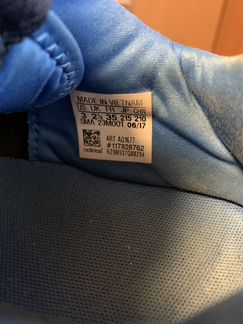 MADE IN VIETNAM
US UK FR JP CHN
3 2½ 35 215 210
SMA 23M001 06/17
ART AQ1677
#117828762
adidas